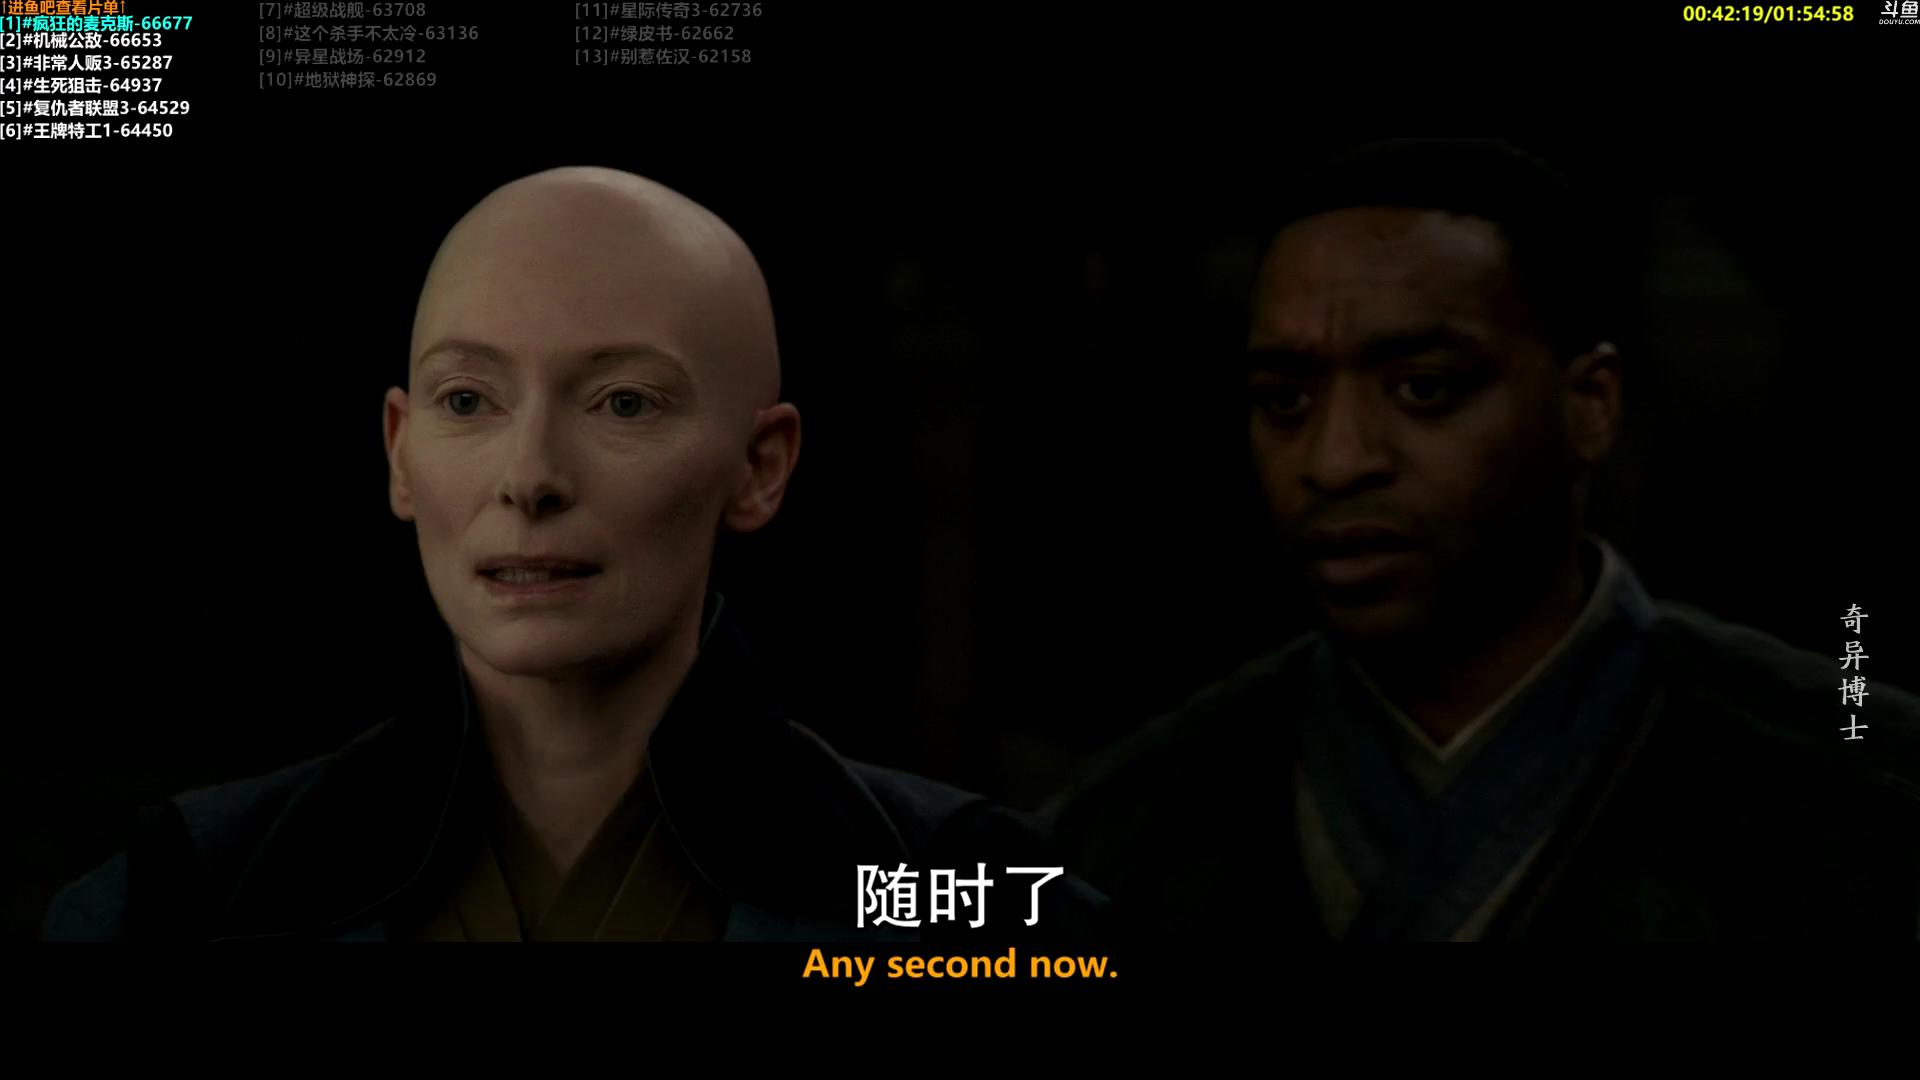 ↑进鱼吧查看片单↑
[1]#疯狂的麦克斯-66677
[2]#机械公敌-66653
[3]#非常人贩3-65287
[4]#生死狙击-64937
[5]#复仇者联盟3-64529
[6]#王牌特工1-64450
[7]#超级战舰-63708
[8]#这个杀手不太冷-63136
[9]#异星战场-62912
[10]#地狱神探-62869
[11]#星际传奇3-62736
[12]#绿皮书-62662
[13]#别惹佐汉-62158
00:42:19/01:54:58
斗鱼
DOUYU.COM
奇异博士
随时了
Any second now.